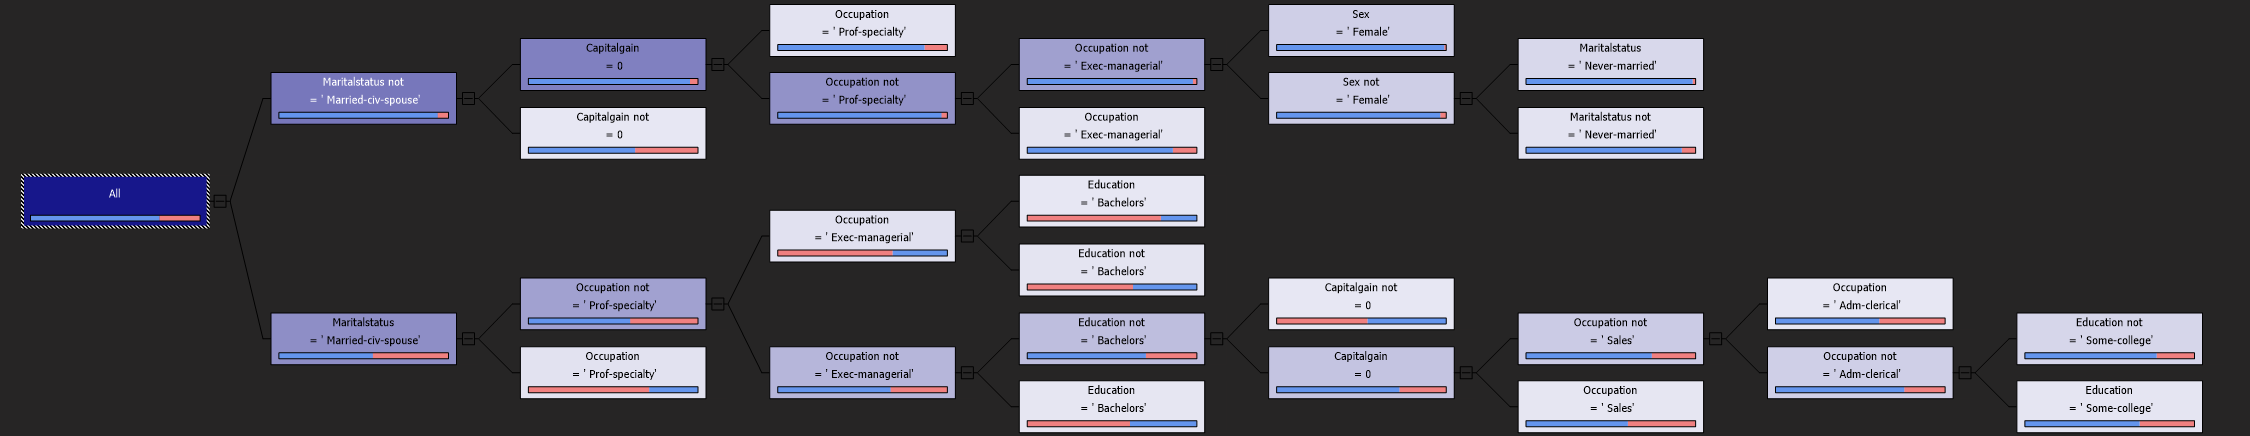 All
Maritalstatus not
= ' Married-civ-spouse'
Maritalstatus
= ' Married-civ-spouse'
Capitalgain
= 0
Capitalgain not
= 0
Occupation not
= ' Prof-specialty'
Occupation
= ' Prof-specialty'
Occupation
= ' Prof-specialty'
Occupation not
= ' Prof-specialty'
Occupation
= ' Exec-managerial'
Occupation not
= ' Exec-managerial'
Occupation not
= ' Exec-managerial'
Occupation
= ' Exec-managerial'
Education
= ' Bachelors'
Education not
= ' Bachelors'
Education not
= ' Bachelors'
Education
= ' Bachelors'
Sex
= ' Female'
Sex not
= ' Female'
Capitalgain not
= 0
Capitalgain
= 0
Maritalstatus
= ' Never-married'
Maritalstatus not
= ' Never-married'
Occupation not
= ' Sales'
Occupation
= ' Sales'
Occupation
= ' Adm-clerical'
Occupation not
= ' Adm-clerical'
Education not
= ' Some-college'
Education
= ' Some-college'